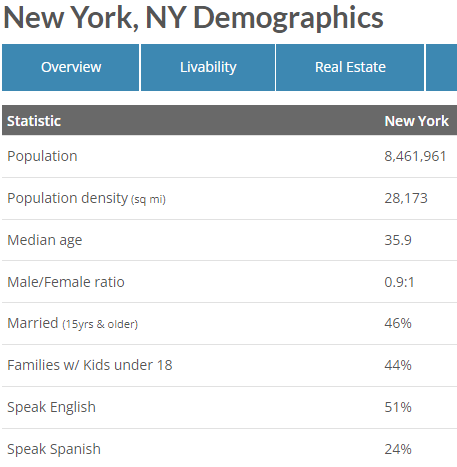 New York, NY Demographics
Overview Livability Real Estate
Statistic New York
Population 8,461,961
Population density (sq mi) 28,173
Median age 35.9
Male/Female ratio 0.9:1
Married (15yrs & older) 46%
Families w/ Kids under 18 44%
Speak English 51%
Speak Spanish 24%